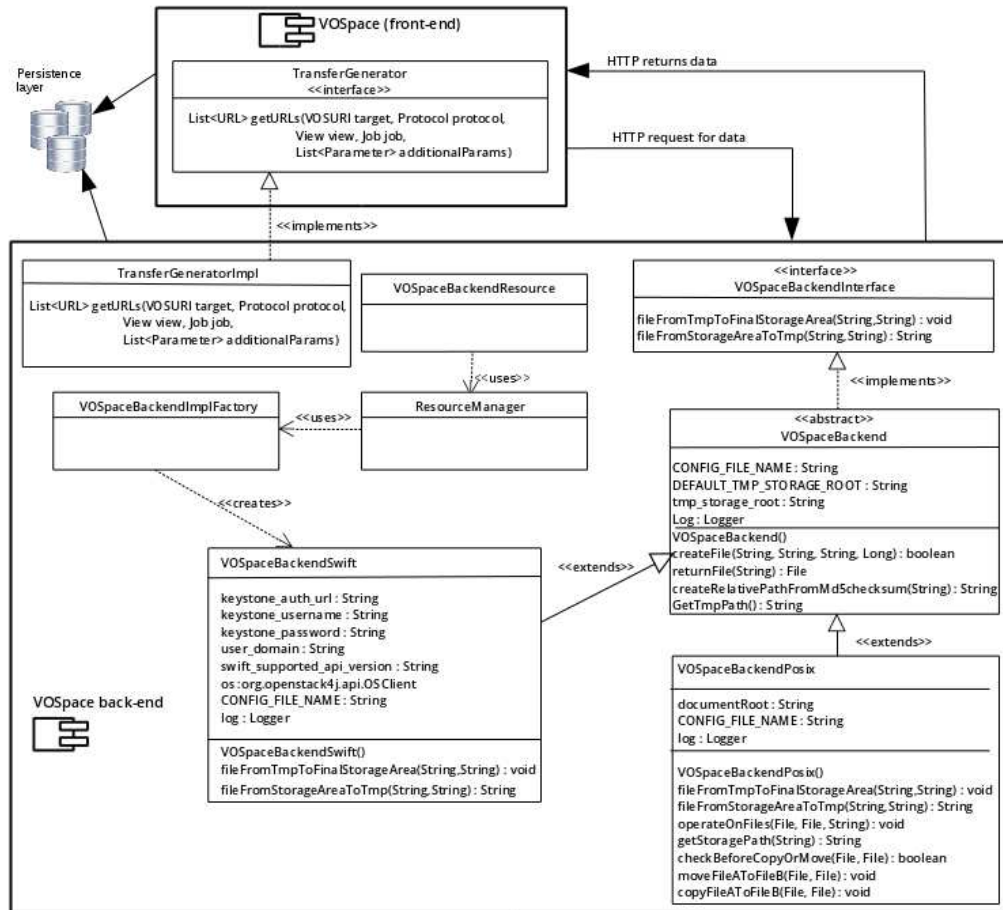 VOSpace (front-end)
Persistence
layer
TransferGenerator
<<interface>>
List<URL> getURLs(VOSURI target, Protocol protocol,
View view, Job job,
List<Parameter> additionalParams)
HTTP returns data
HTTP request for data
<<implements>>
TransferGeneratorImpl
List<URL> getURLs(VOSURI target, Protocol protocol,
View view, Job job,
List<Parameter> additionalParams)
VOSpaceBackendResource
<<interface>>
VOSpaceBackendInterface
fileFromTmpToFinalStorageArea(String,String) : void
fileFromStorageAreaToTmp(String,String) : String
<<uses>>
<<implements>>
VOSpaceBackendImplFactory
<<uses>>
ResourceManager
<<abstract>>
VOSpaceBackend
CONFIG_FILE_NAME : String
DEFAULT_TMP_STORAGE_ROOT : String
tmp_storage_root : String
Log : Logger
VOSpaceBackend()
createFile(String, String, String, Long) : boolean
returnFile(String) : File
createRelativePathFromMd5checksum(String) : String
GetTmpPath() : String
<<creates>>
<<extends>>
VOSpaceBackendSwift
keystone_auth_url : String
keystone_username : String
keystone_password : String
user_domain : String
swift_supported_api_version : String
os :org.openstack4j.api.OSClient
CONFIG_FILE_NAME : String
log : Logger
VOSpaceBackendSwift()
fileFromTmpToFinalStorageArea(String,String) : void
fileFromStorageAreaToTmp(String,String) : String
<<extends>>
VOSpaceBackendPosix
documentRoot : String
CONFIG_FILE_NAME : String
log : Logger
VOSpaceBackendPosix()
fileFromTmpToFinalStorageArea(String,String) : void
fileFromStorageAreaToTmp(String,String) : String
operateOnFiles(File, File, String) : void
getStoragePath(String) : String
checkBeforeCopyOrMove(File, File) : boolean
moveFileAToFileB(File, File) : void
copyFileAToFileB(File, File) : void
VOSpace back-end